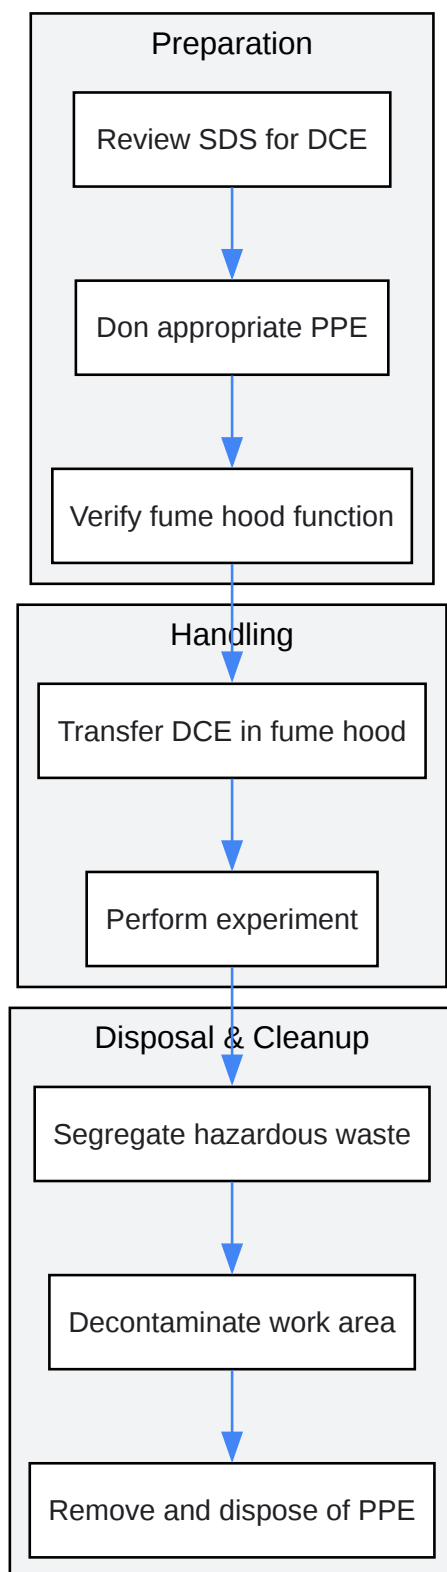 Preparation
Review SDS for DCE
Don appropriate PPE
Verify fume hood function
Handling
Transfer DCE in fume hood
Perform experiment
Disposal & Cleanup
Segregate hazardous waste
Decontaminate work area
Remove and dispose of PPE